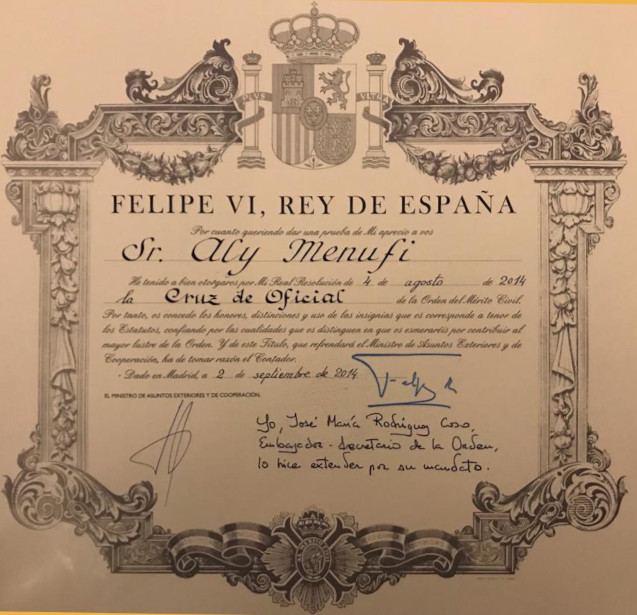 PLUS
VLTRA
FELIPE VI, REY DE ESPAÑA
Por cuanto queriendo dar una prueba de Mi aprecio a vos
Sr. Aly Menufi
He tenido a bien otorgaros por Mi Real Resolución de 4 de agosto de 2014
la Cruz de Oficial de la Orden del Mérito Civil.
Por tanto, os concedo los honores, distinciones y uso de las insignias que os corresponde a tenor de
los Estatutos, confiando por las cualidades que os distinguen en que os esmeraréis por contribuir al
mayor lustre de la Orden. Y de este Título, que refrendará el Ministro de Asuntos Exteriores y de
Cooperación, ha de tomar razón el Contador.
- Dado en Madrid, a 2 de septiembre de 2014
Felipe R
EL MINISTRO DE ASUNTOS EXTERIORES Y DE COOPERACIÓN,
Yo, José María Rodríguez Coso,
Embajador-Secretario de la Orden,
lo hice extender por su mandato.